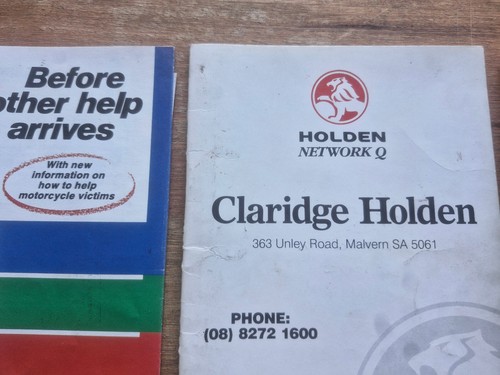 Before
other help
arrives
With new
information on
how to help
motorcycle victims
HOLDEN
NETWORK Q
Claridge Holden
363 Unley Road, Malvern SA 5061
PHONE:
(08) 8272 1600